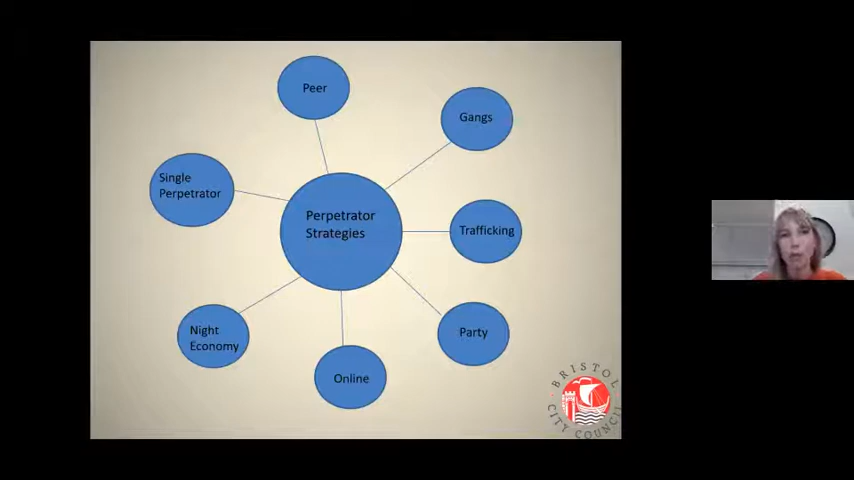 Peer
Gangs
Single
Perpetrator
Perpetrator
Strategies
Trafficking
Night
Economy
Party
Online
BRISTOL
CITY COUNCIL